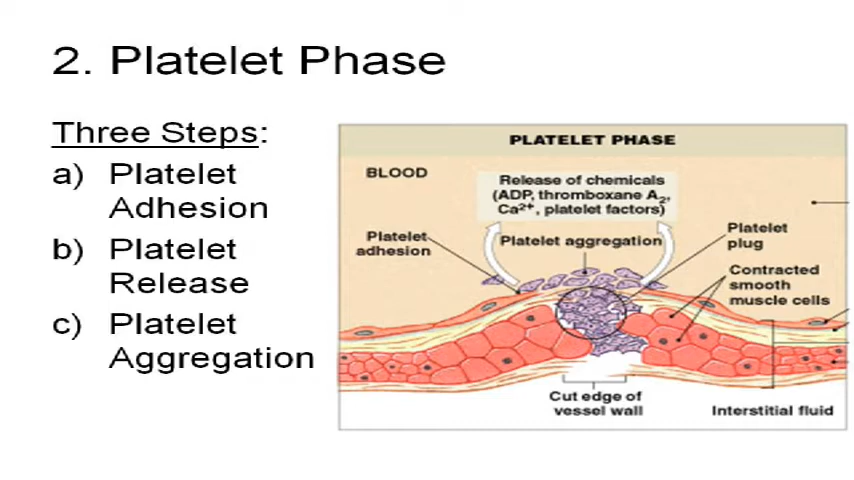 2. Platelet Phase
Three Steps:
a) Platelet
Adhesion
b) Platelet
Release
c) Platelet
Aggregation
PLATELET PHASE
BLOOD
Release of chemicals
(ADP, thromboxane A₂,
Ca²⁺, platelet factors)
Platelet
adhesion
Platelet aggregation
Platelet
plug
Contracted
smooth
muscle cells
Cut edge of
vessel wall
Interstitial fluid